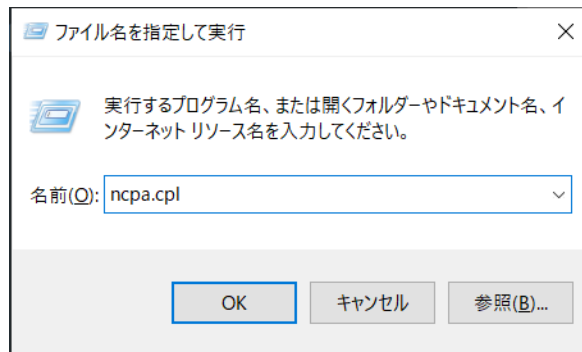 ファイル名を指定して実行
実行するプログラム名、または開くフォルダーやドキュメント名、イ
ンターネット リソース名を入力してください。
名前(O): ncpa.cpl
OK キャンセル 参照(B)...